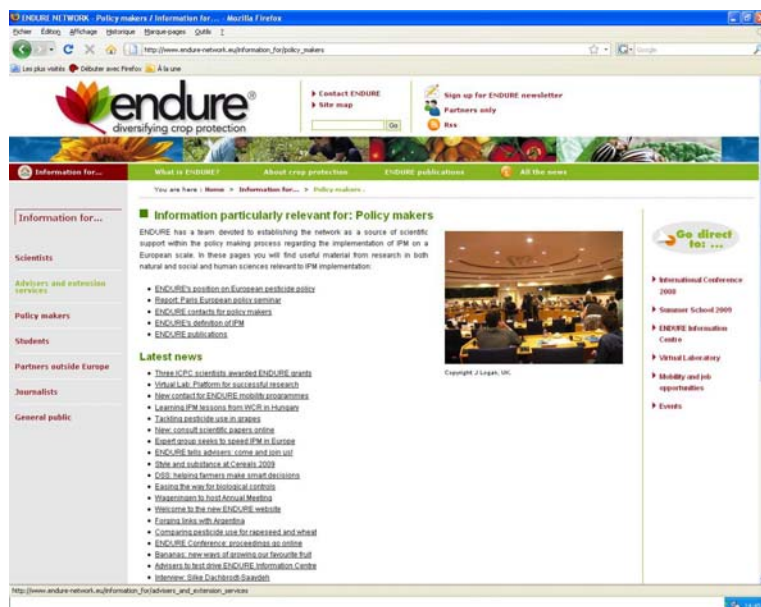 ENDURE NETWORK - Policy makers / Information for... - Mozilla Firefox
Fichier Edition Affichage Historique Marque-pages Outils ?
http://www.endure-network.eu/information_for/policy_makers
Google
Les plus visités Débuter avec Firefox À la une
endure®
diversifying crop protection
Contact ENDURE
Site map
Go
Sign up for ENDURE newsletter
Partners only
Rss
Information for...
What is ENDURE?
About crop protection
ENDURE publications
All the news
You are here : Home > Information for... > Policy makers .
Information for...
Scientists
Advisers and extension
services
Policy makers
Students
Partners outside Europe
Journalists
General public
Information particularly relevant for: Policy makers
ENDURE has a team devoted to establishing the network as a source of scientific
support within the policy making process regarding the implementation of IPM on a
European scale. In these pages you will find useful material from research in both
natural and social and human sciences relevant to IPM implementation:
ENDURE's position on European pesticide policy
Report: Paris European policy seminar
ENDURE contacts for policy makers
ENDURE's definition of IPM
ENDURE publications
Copyright J Logan, UK.
Latest news
Three ICPC scientists awarded ENDURE grants
Virtual Lab: Platform for successful research
New contact for ENDURE mobility programmes
Learning IPM lessons from WCR in Hungary
Tackling pesticide use in grapes
New: consult scientific papers online
Expert group seeks to speed IPM in Europe
ENDURE tells advisers: come and join us!
Style and substance at Cereals 2009
DSS: helping farmers make smart decisions
Easing the way for biological controls
Wageningen to host Annual Meeting
Welcome to the new ENDURE website
Forging links with Argentina
Comparing pesticide use for rapeseed and wheat
ENDURE Conference: proceedings go online
Bananas: new ways of growing our favourite fruit
Advisers to test drive ENDURE Information Centre
Interview: Silke Dachbrodt-Saaydeh
Go direct
to: ...
International Conference
2008
Summer School 2009
ENDURE Information
Centre
Virtual Laboratory
Mobility and job
opportunities
Events
http://www.endure-network.eu/information_for/advisers_and_extension_services